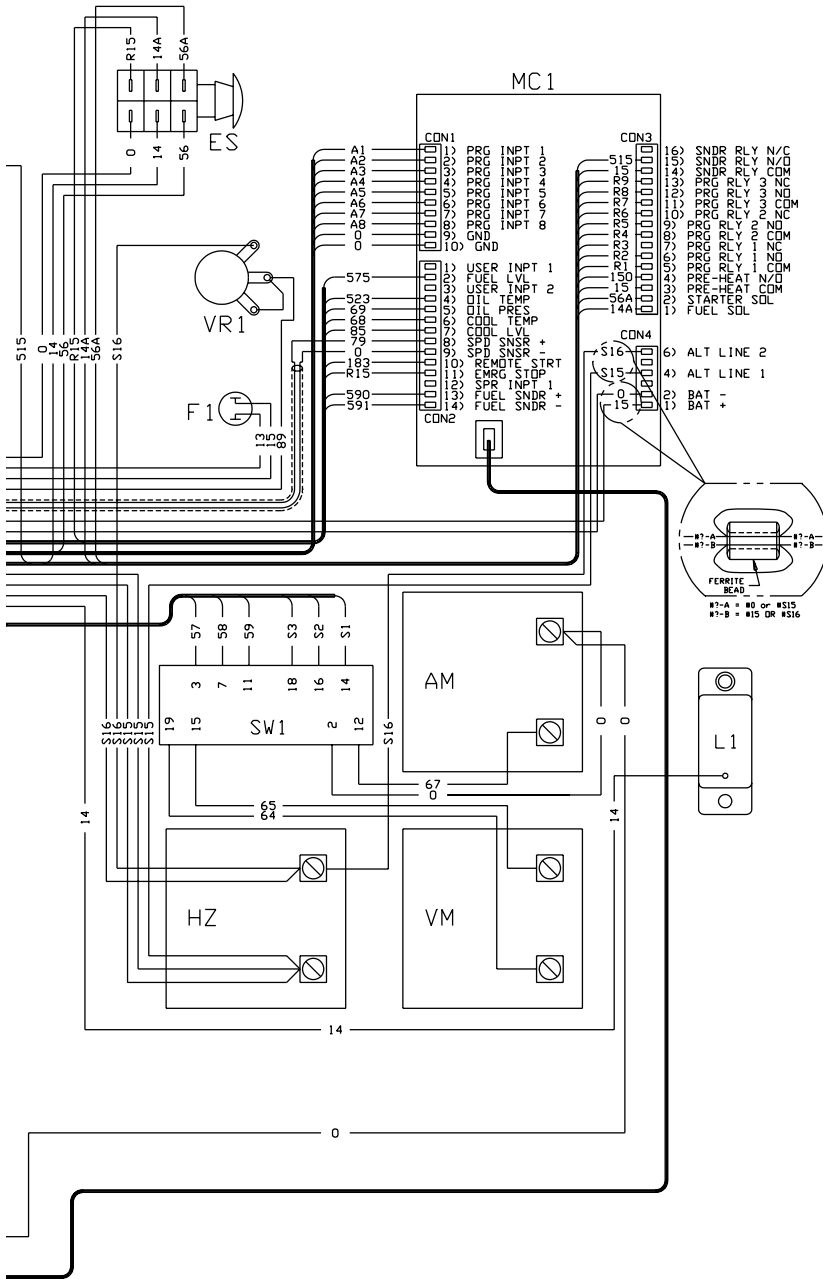 MC1
R15
14A
56A
ES
0
14
56
CON1
A1 1) PRG INPT 1
A2 2) PRG INPT 2
A3 3) PRG INPT 3
A4 4) PRG INPT 4
A5 5) PRG INPT 5
A6 6) PRG INPT 6
A7 7) PRG INPT 7
A8 8) PRG INPT 8
0 9) GND
0 10) GND
1) USER INPT 1
575 2) FUEL LVL
3) USER INPT 2
523 4) OIL TEMP
69 5) OIL PRES
68 6) COOL TEMP
85 7) COOL LVL
79 8) SPD SNSR +
0 9) SPD SNSR -
183 10) REMOTE STRT
R15 11) EMRG STOP
12) SPR INPT 1
590 13) FUEL SNDR +
591 14) FUEL SNDR -
CON2
CON3
16) SNDR RLY N/C
515 15) SNDR RLY N/O
15 14) SNDR RLY COM
R9 13) PRG RLY 3 NC
R8 12) PRG RLY 3 NO
R7 11) PRG RLY 3 COM
R6 10) PRG RLY 2 NC
R5 9) PRG RLY 2 NO
R4 8) PRG RLY 2 COM
R3 7) PRG RLY 1 NC
R2 6) PRG RLY 1 NO
R1 5) PRG RLY 1 COM
150 4) PRE-HEAT N/O
15 3) PRE-HEAT COM
56A 2) STARTER SOL
14A 1) FUEL SOL
CON4
S16 6) ALT LINE 2
S15 4) ALT LINE 1
0 2) BAT -
15 1) BAT +
VR1
515
0
14
56
R15
14A
56A
S16
F1
13
15
89
#?-A #?-A
#?-B #?-B
FERRITE
BEAD
#?-A = #0 or #S15
#?-B = #15 OR #S16
57
58
59
S3
S2
S1
3
7
11
18
16
14
19
15
SW1
2
12
AM
0
0
L1
S16
S16
S15
S15
S15
S16
67
0
65
64
14
14
HZ
VM
14
0